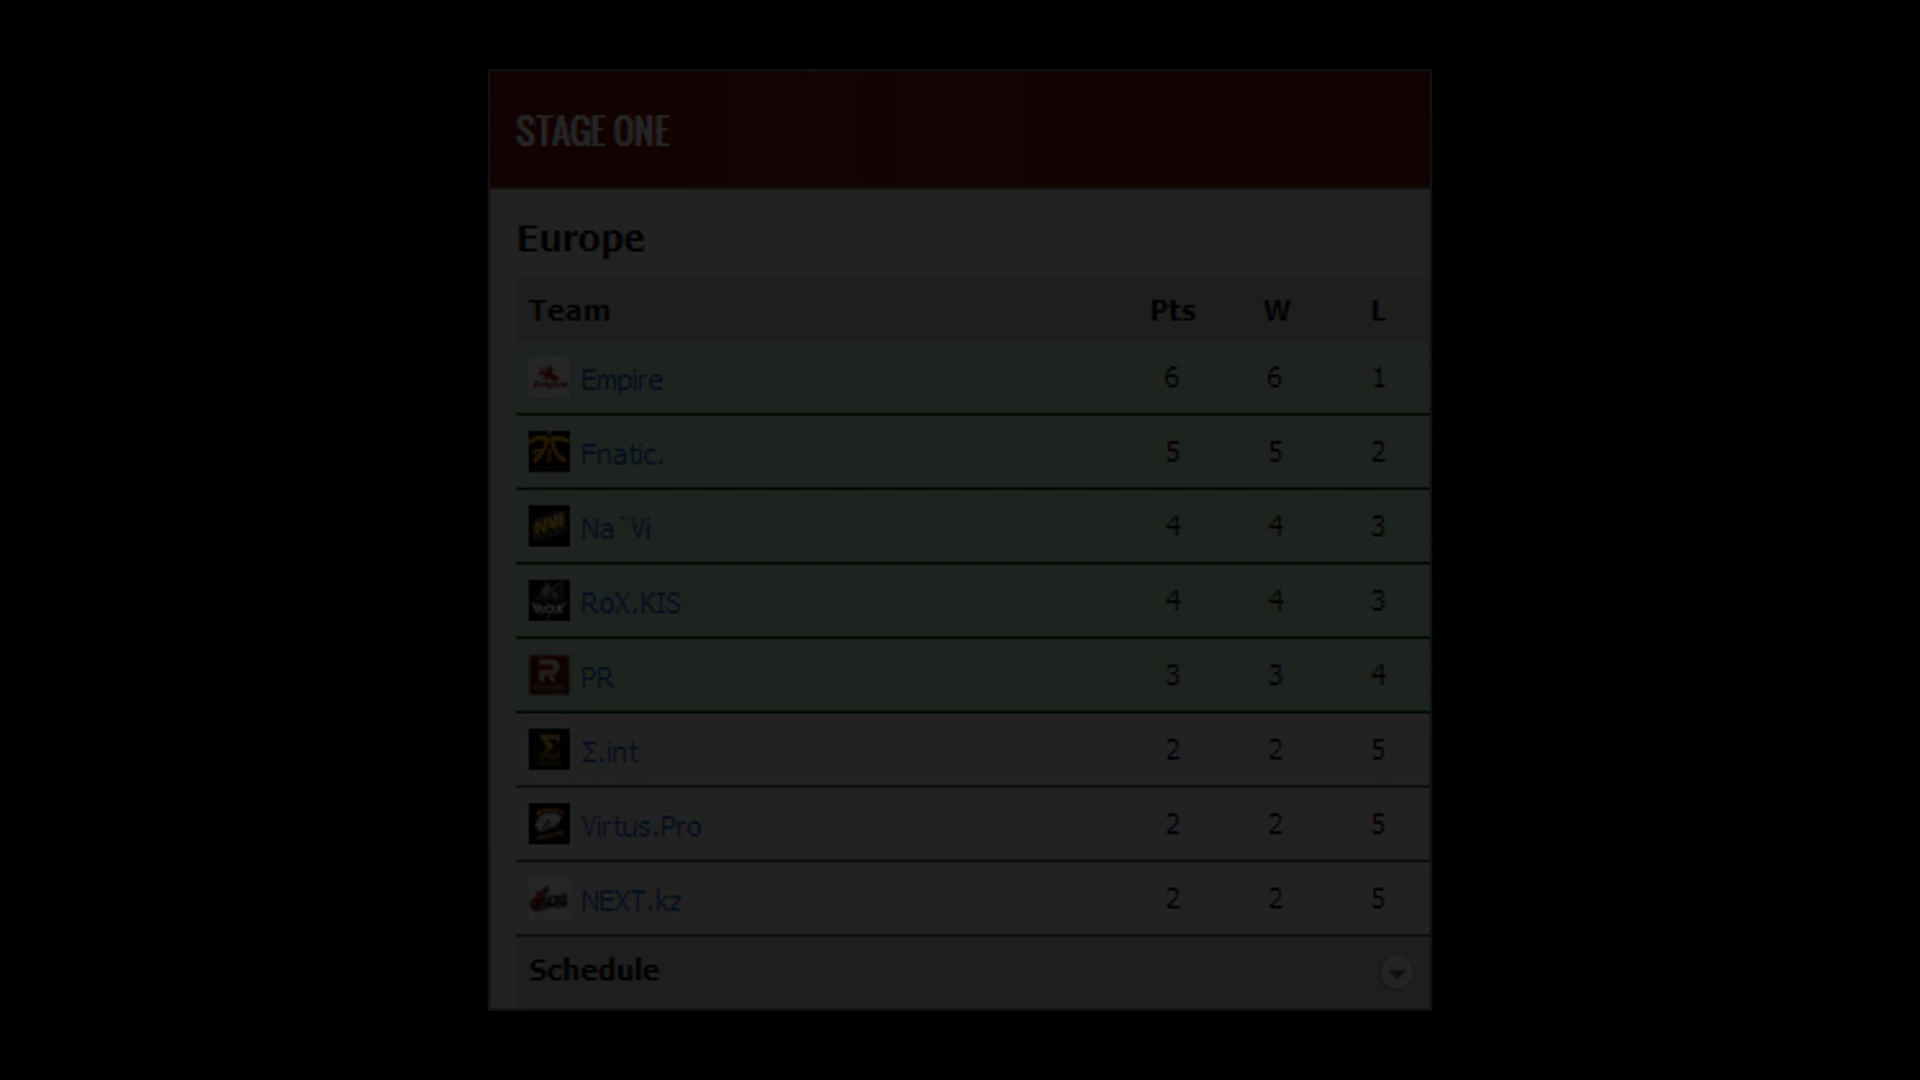 STAGE ONE
Europe
Team Pts W L
Empire 6 6 1
Fnatic. 5 5 2
Na`Vi 4 4 3
RoX.KIS 4 4 3
PR 3 3 4
Σ.int 2 2 5
Virtus.Pro 2 2 5
NEXT.kz 2 2 5
Schedule